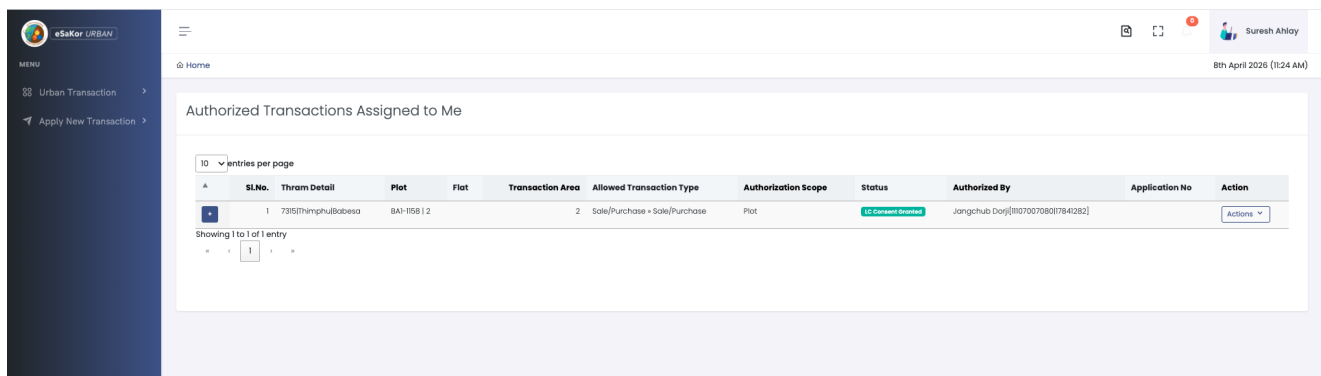 eSaKor URBAN
0
Suresh Ahlay
MENU
Home
8th April 2026 (11:24 AM)
Urban Transaction
Apply New Transaction
Authorized Transactions Assigned to Me
10 entries per page
Sl.No. Thram Detail Plot Flat Transaction Area Allowed Transaction Type Authorization Scope Status Authorized By Application No Action
+ 1 7315|Thimphu|Babesa BA1-1158 | 2 2 Sale/Purchase » Sale/Purchase Plot LC Consent Granted Jangchub Dorji[11107007080|17841282] Actions
Showing 1 to 1 of 1 entry
« ‹ 1 › »